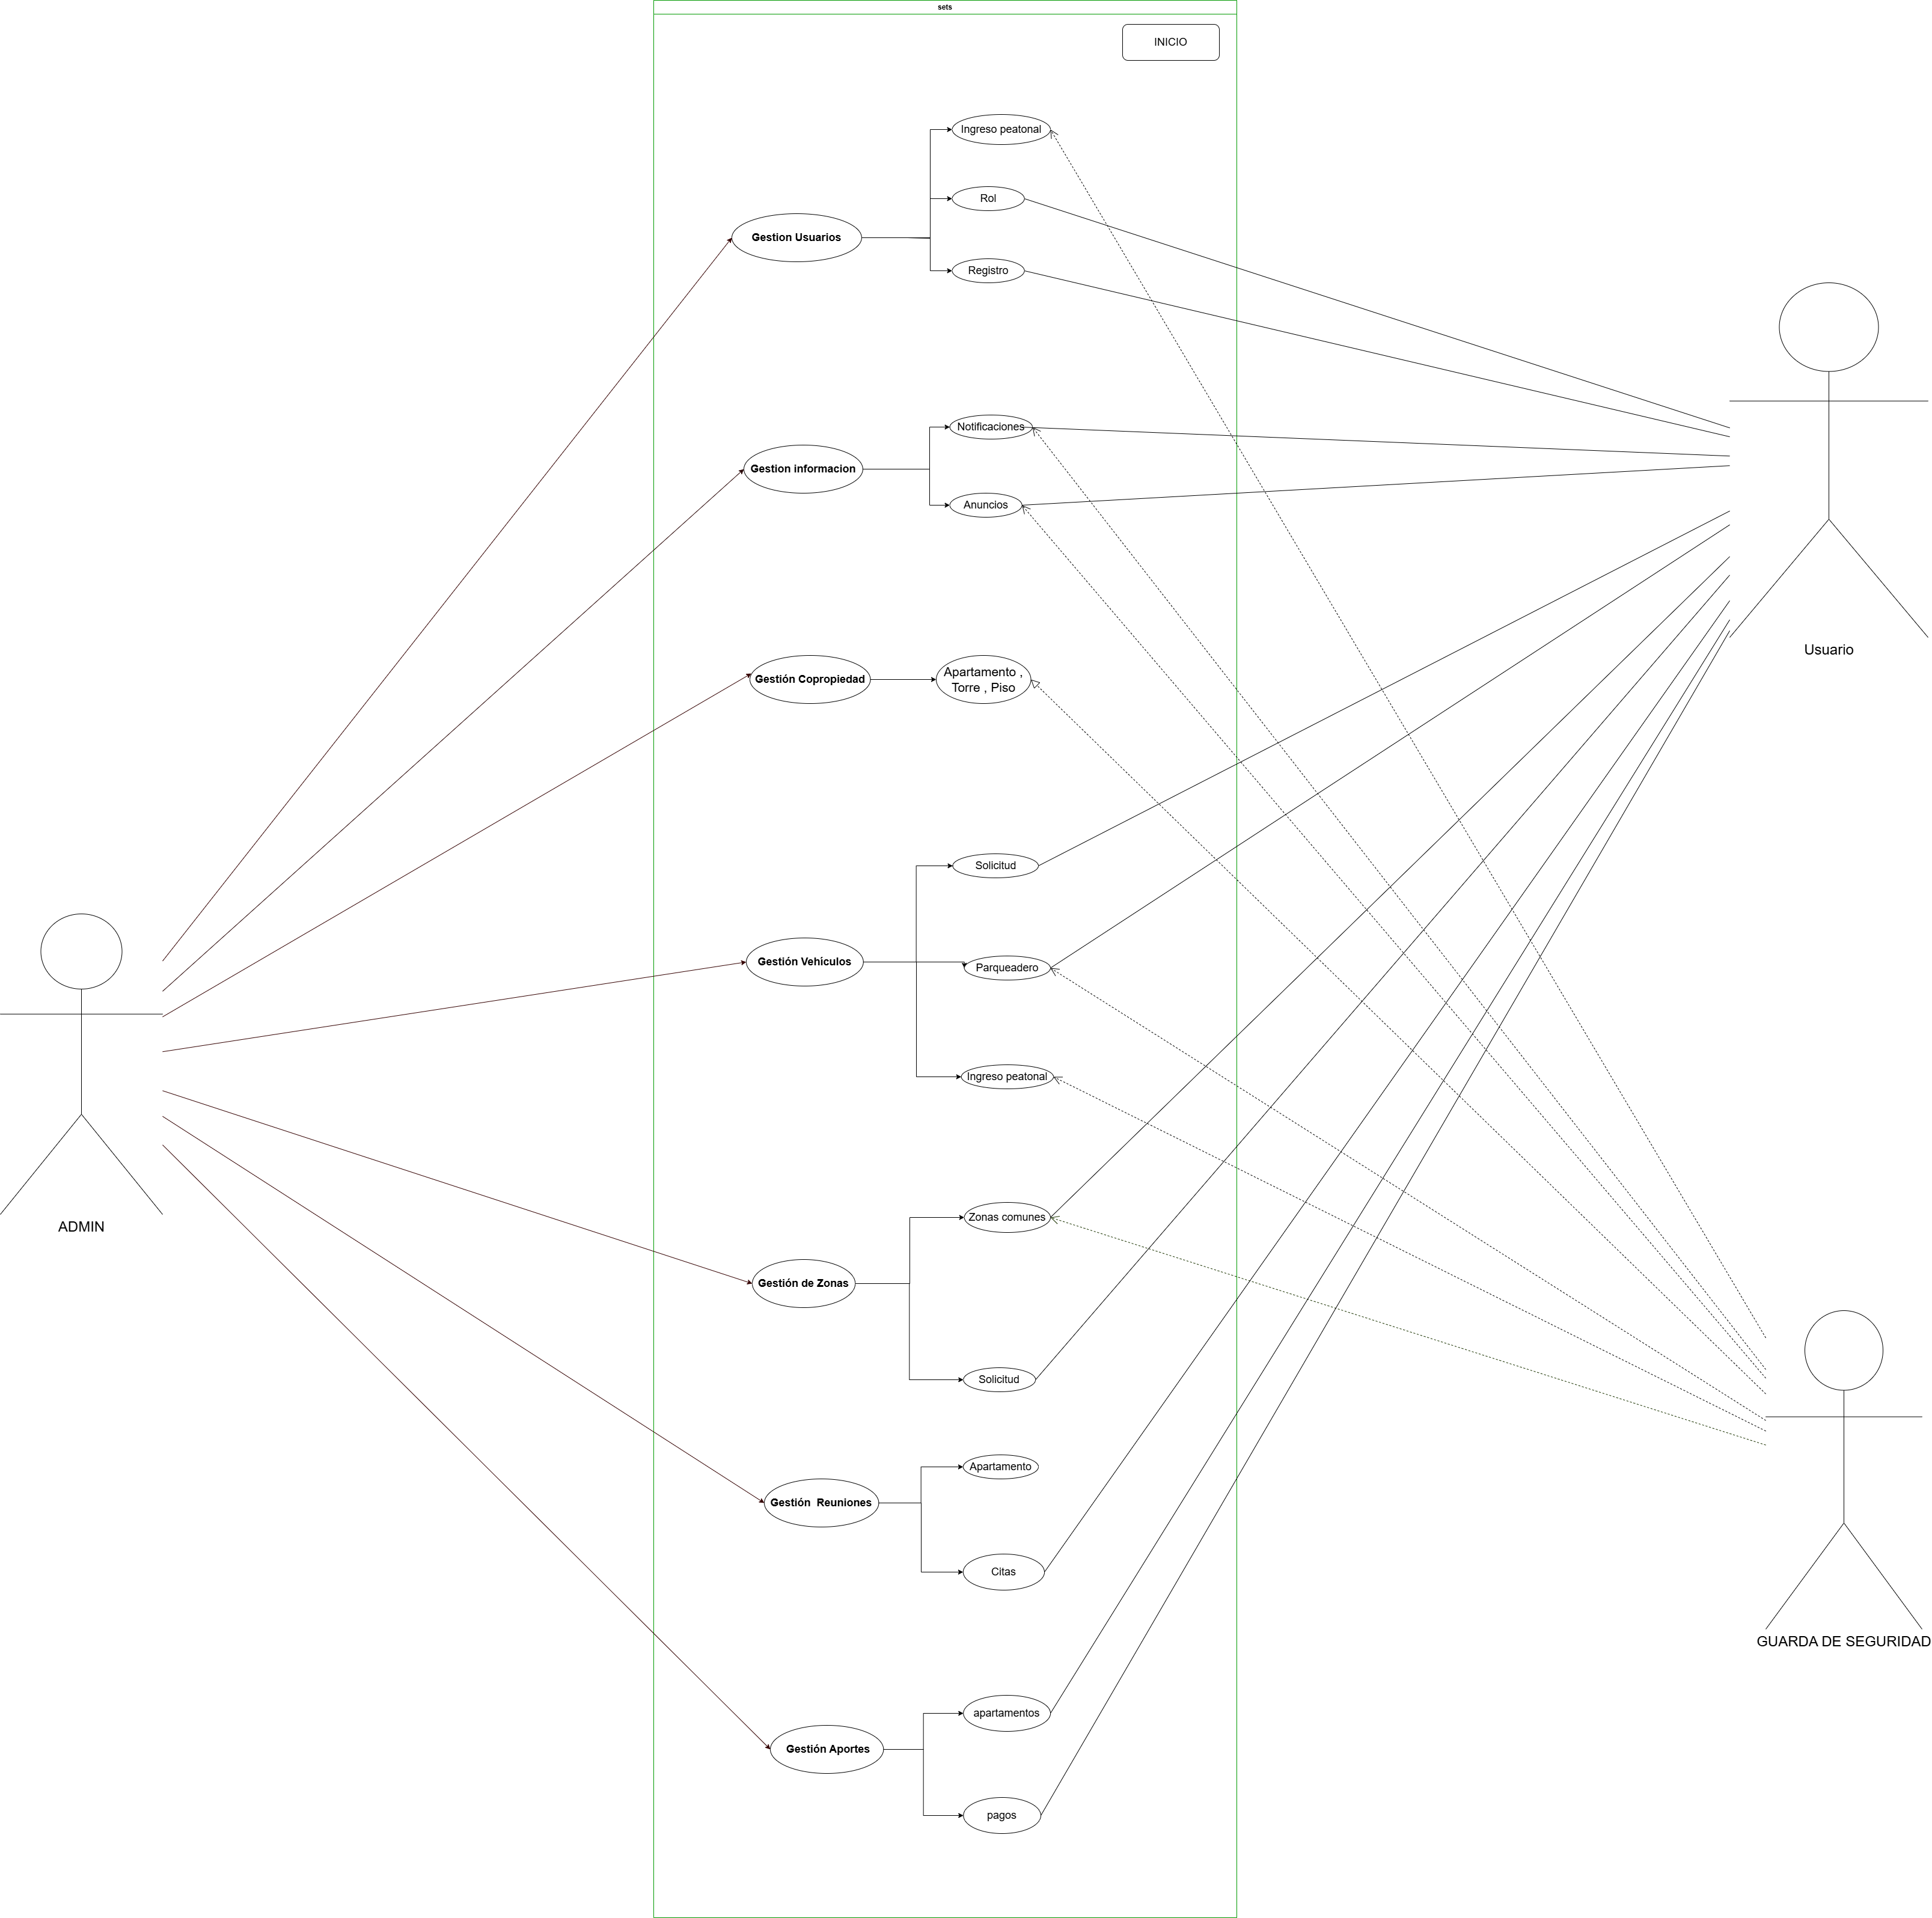 sets
INICIO
Ingreso peatonal
Rol
Gestion Usuarios
Registro
Notificaciones
Gestion informacion
Anuncios
Usuario
Gestión Copropiedad
Apartamento ,
Torre , Piso
Solicitud
Gestión Vehiculos
Parqueadero
Ingreso peatonal
ADMIN
Zonas comunes
Gestión de Zonas
Solicitud
Apartamento
Gestión  Reuniones
Citas
GUARDA DE SEGURIDAD
apartamentos
Gestión Aportes
pagos